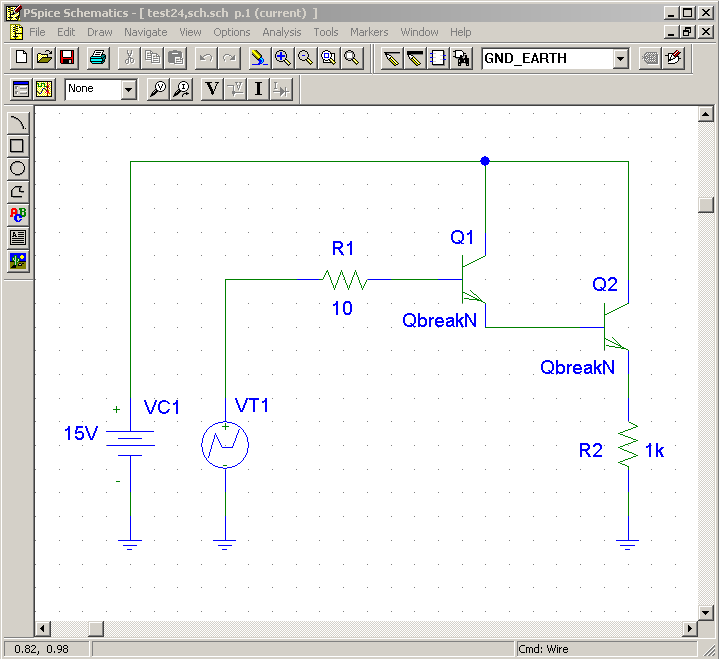 PSpice Schematics - [ test24,sch.sch p.1 (current) ]
File Edit Draw Navigate View Options Analysis Tools Markers Window Help
GND_EARTH
None
V V I I
ABC
Q1
R1
Q2
10
QbreakN
QbreakN
+ VC1
VT1
15V
+
R2 1k
-
0.82, 0.98
Cmd: Wire